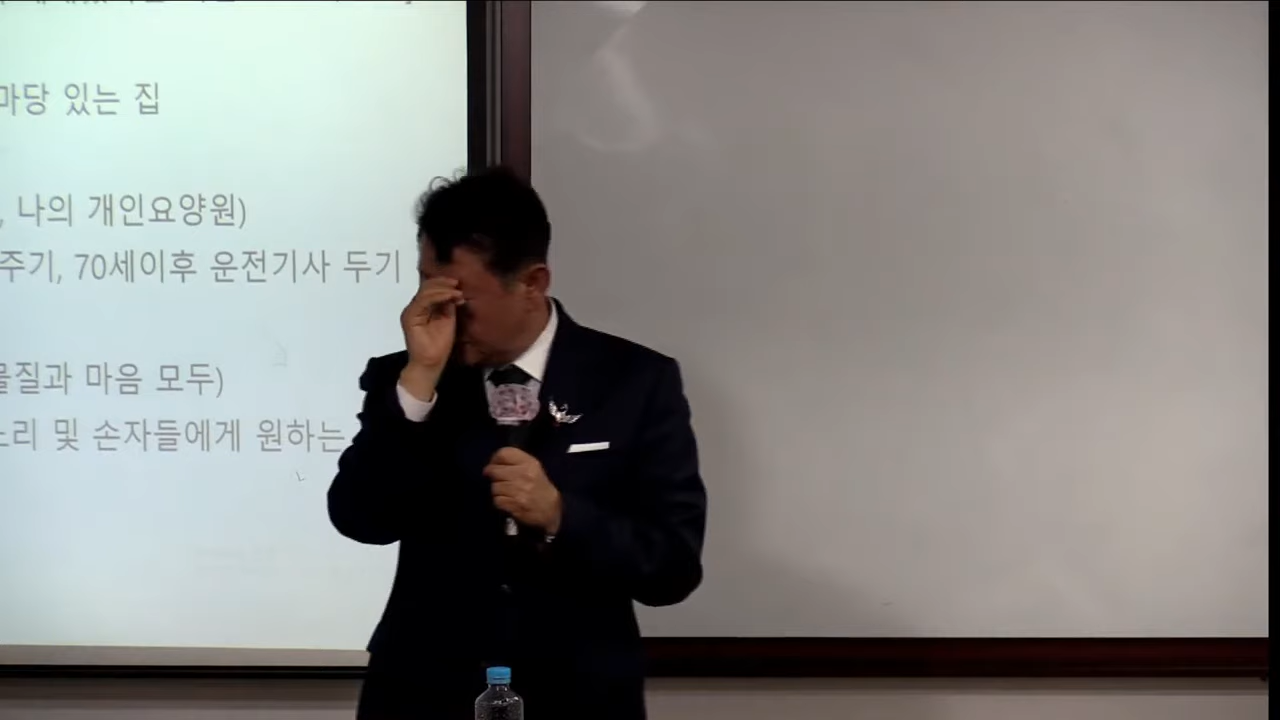 마당 있는 집
, 나의 개인요양원)
주기, 70세이후 운전기사 두기
물질과 마음 모두)
리 및 손자들에게 원하는